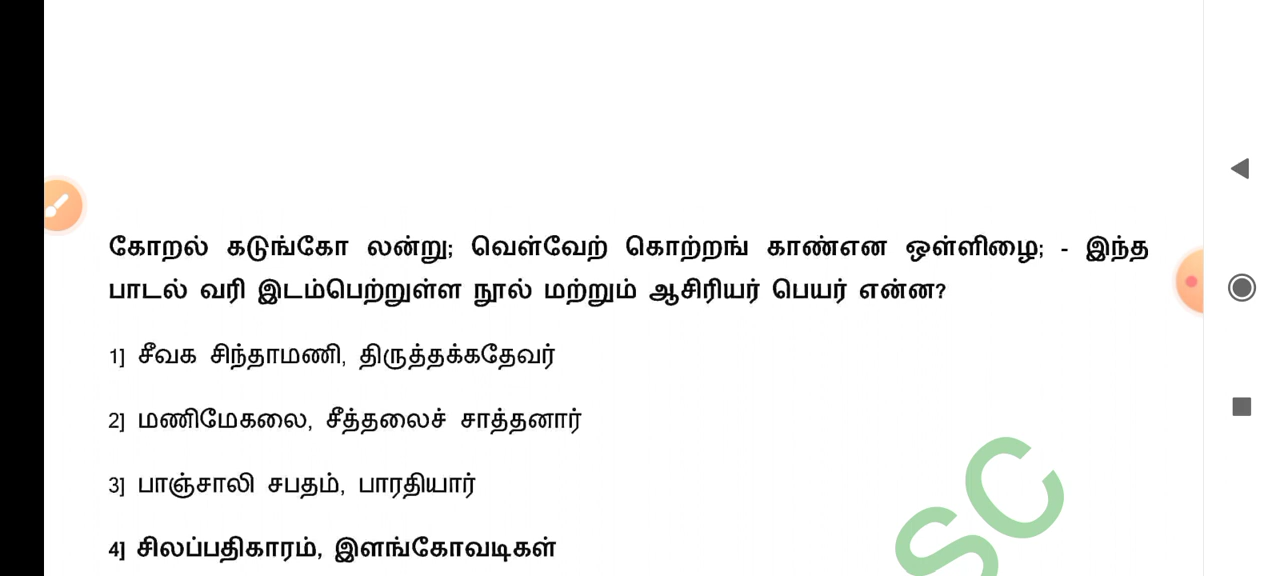 கோறல் கடுங்கோ லன்று; வெள்வேற் கொற்றங் காண்என ஒள்ளிழை; - இந்த
பாடல் வரி இடம்பெற்றுள்ள நூல் மற்றும் ஆசிரியர் பெயர் என்ன?
1] சீவக சிந்தாமணி, திருத்தக்கதேவர்
2] மணிமேகலை, சீத்தலைச் சாத்தனார்
3] பாஞ்சாலி சபதம், பாரதியார்
4] சிலப்பதிகாரம், இளங்கோவடிகள்
SC